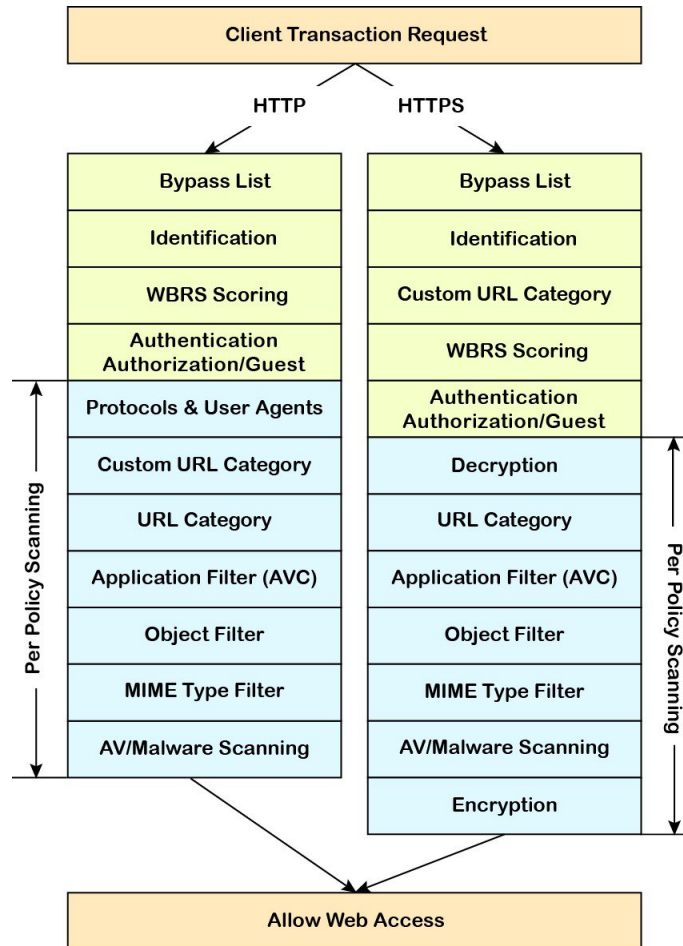 Client Transaction Request
HTTP
HTTPS
Bypass List
Identification
WBRS Scoring
Authentication
Authorization/Guest
Protocols & User Agents
Custom URL Category
URL Category
Application Filter (AVC)
Object Filter
MIME Type Filter
AV/Malware Scanning
Per Policy Scanning
Bypass List
Identification
Custom URL Category
WBRS Scoring
Authentication
Authorization/Guest
Decryption
URL Category
Application Filter (AVC)
Object Filter
MIME Type Filter
AV/Malware Scanning
Encryption
Per Policy Scanning
Allow Web Access